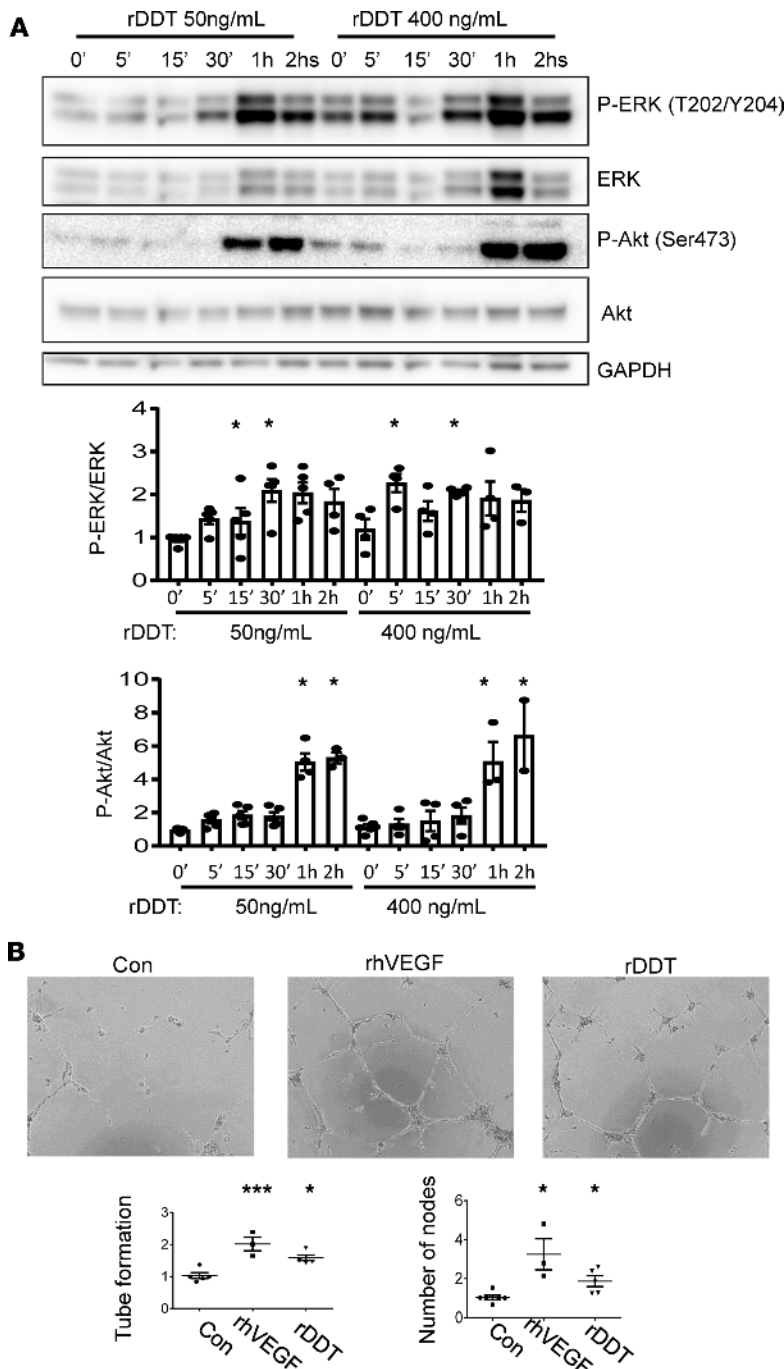 A
rDDT 50ng/mL rDDT 400 ng/mL
0' 5' 15' 30' 1h 2hs 0' 5' 15' 30' 1h 2hs
P-ERK (T202/Y204)
ERK
P-Akt (Ser473)
Akt
GAPDH
* * * *
P-ERK/ERK
4
3
2
1
0
0' 5' 15' 30' 1h 2h 0' 5' 15' 30' 1h 2h
rDDT: 50ng/mL 400 ng/mL
* * * *
P-Akt/Akt
10
8
6
4
2
0
0' 5' 15' 30' 1h 2h 0' 5' 15' 30' 1h 2h
rDDT: 50ng/mL 400 ng/mL
B
Con rhVEGF rDDT
*** *
Tube formation
3
2
1
0
Con rhVEGF rDDT
* *
Number of nodes
6
4
2
0
Con rhVEGF rDDT